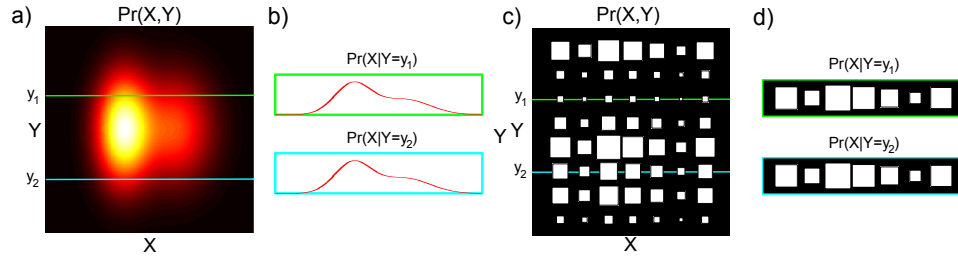 a)
Pr(X,Y)
y1
Y
y2
X
b)
Pr(X|Y=y1)
Pr(X|Y=y2)
Y
c)
Pr(X,Y)
y1
Y
y2
X
d)
Pr(X|Y=y1)
Pr(X|Y=y2)